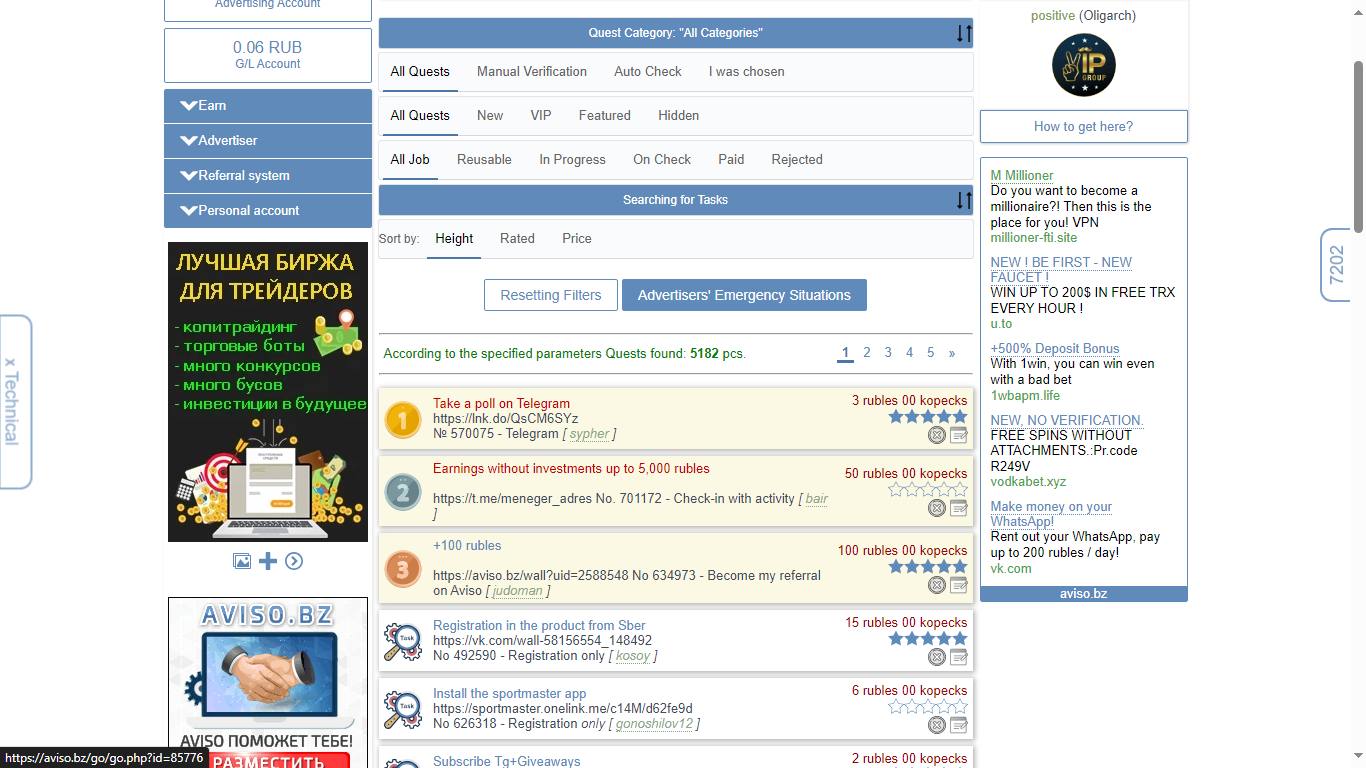 Advertising Account
0.06 RUB
G/L Account
Earn
Advertiser
Referral system
Personal account
ЛУЧШАЯ БИРЖА
ДЛЯ ТРЕЙДЕРОВ
- копитрайдинг
- торговые боты
- много конкурсов
- много бусов
- инвестиции в будущее
AVISO.BZ
AVISO ПОМОЖЕТ ТЕБЕ!
РАЗМЕСТИТЬ
x Technical
https://aviso.bz/go/go.php?id=85776
Quest Category: "All Categories"
All Quests Manual Verification Auto Check I was chosen
All Quests New VIP Featured Hidden
All Job Reusable In Progress On Check Paid Rejected
Searching for Tasks
Sort by: Height Rated Price
Resetting Filters Advertisers' Emergency Situations
According to the specified parameters Quests found: 5182 pcs. 1 2 3 4 5 »
1
Take a poll on Telegram
3 rubles 00 kopecks
https://lnk.do/QsCM6SYz
№ 570075 - Telegram [ sypher ]
2
Earnings without investments up to 5,000 rubles
50 rubles 00 kopecks
https://t.me/meneger_adres No. 701172 - Check-in with activity [ bair
]
3
+100 rubles
100 rubles 00 kopecks
https://aviso.bz/wall?uid=2588548 No 634973 - Become my referral
on Aviso [ judoman ]
Task
Registration in the product from Sber
15 rubles 00 kopecks
https://vk.com/wall-58156554_148492
No 492590 - Registration only [ kosoy ]
Task
Install the sportmaster app
6 rubles 00 kopecks
https://sportmaster.onelink.me/c14M/d62fe9d
No 626318 - Registration only [ gonoshilov12 ]
Subscribe Tg+Giveaways
2 rubles 00 kopecks
positive (Oligarch)
VIP
GROUP
How to get here?
M Millioner
Do you want to become a
millionaire?! Then this is the
place for you! VPN
millioner-fti.site
NEW ! BE FIRST - NEW
FAUCET !
WIN UP TO 200$ IN FREE TRX
EVERY HOUR !
u.to
+500% Deposit Bonus
With 1win, you can win even
with a bad bet
1wbapm.life
NEW, NO VERIFICATION.
FREE SPINS WITHOUT
ATTACHMENTS.:Pr.code
R249V
vodkabet.xyz
Make money on your
WhatsApp!
Rent out your WhatsApp, pay
up to 200 rubles / day!
vk.com
aviso.bz
7202